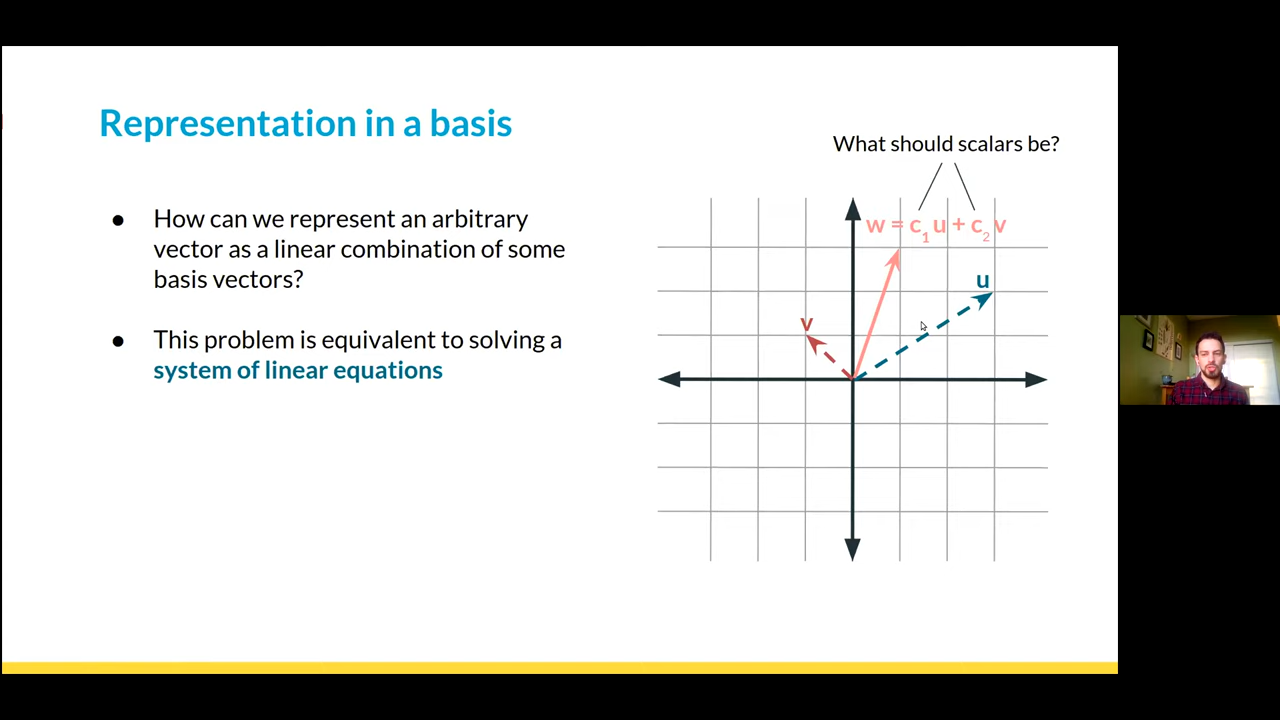 Representation in a basis
● How can we represent an arbitrary
vector as a linear combination of some
basis vectors?
● This problem is equivalent to solving a
system of linear equations
What should scalars be?
w = c₁ u + c₂ v
u
v